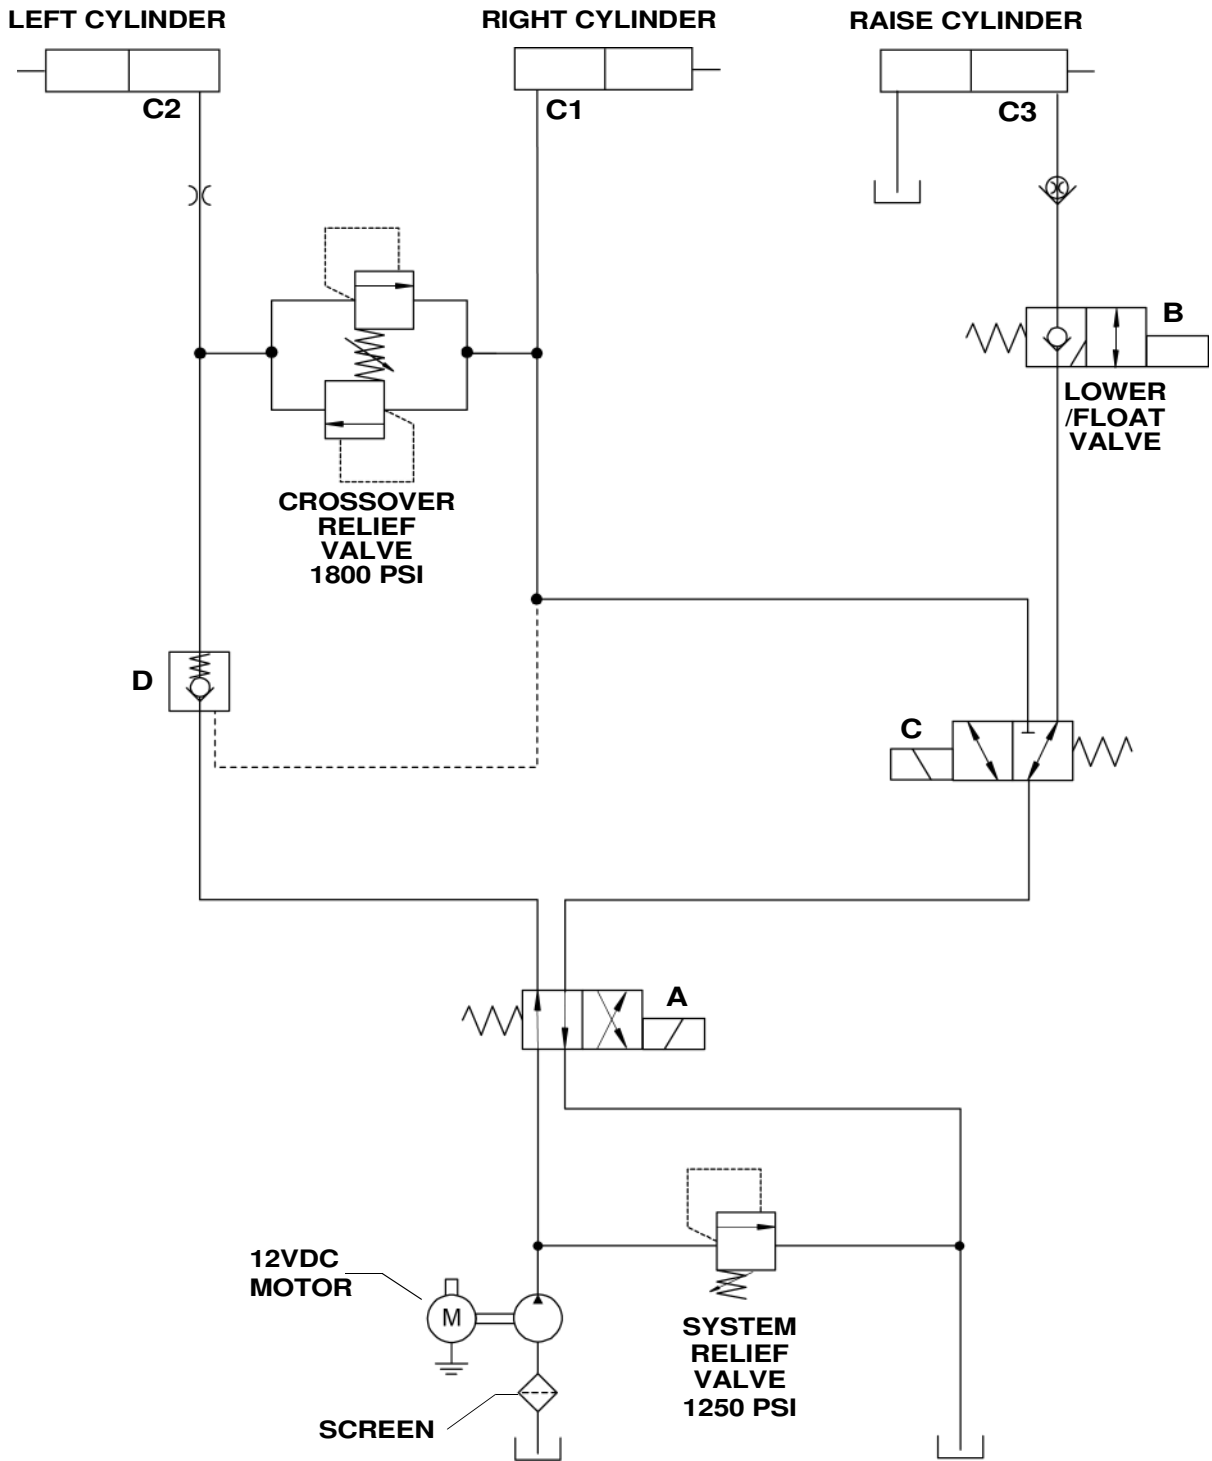 LEFT CYLINDER
RIGHT CYLINDER
RAISE CYLINDER
C2
C1
C3
B
LOWER
/FLOAT
VALVE
CROSSOVER
RELIEF
VALVE
1800 PSI
D
C
A
12VDC
MOTOR
M
SYSTEM
RELIEF
VALVE
1250 PSI
SCREEN